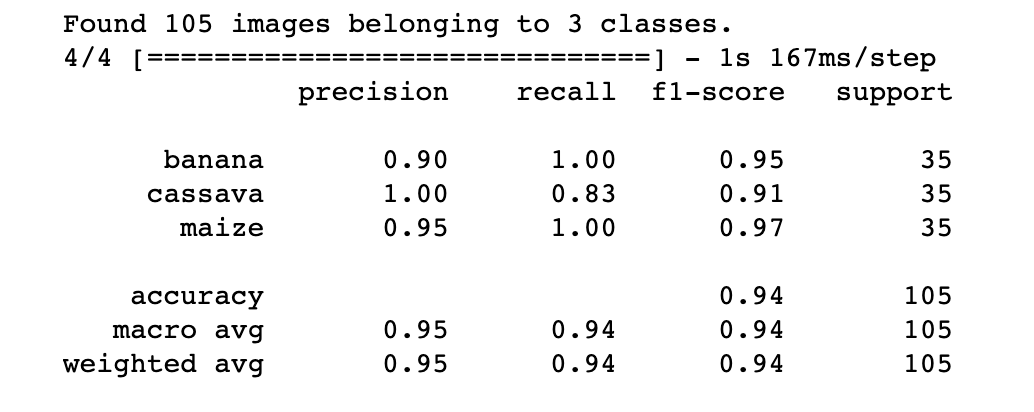 Found 105 images belonging to 3 classes.
4/4 [==============================] - 1s 167ms/step
precision recall f1-score support
banana 0.90 1.00 0.95 35
cassava 1.00 0.83 0.91 35
maize 0.95 1.00 0.97 35
accuracy 0.94 105
macro avg 0.95 0.94 0.94 105
weighted avg 0.95 0.94 0.94 105